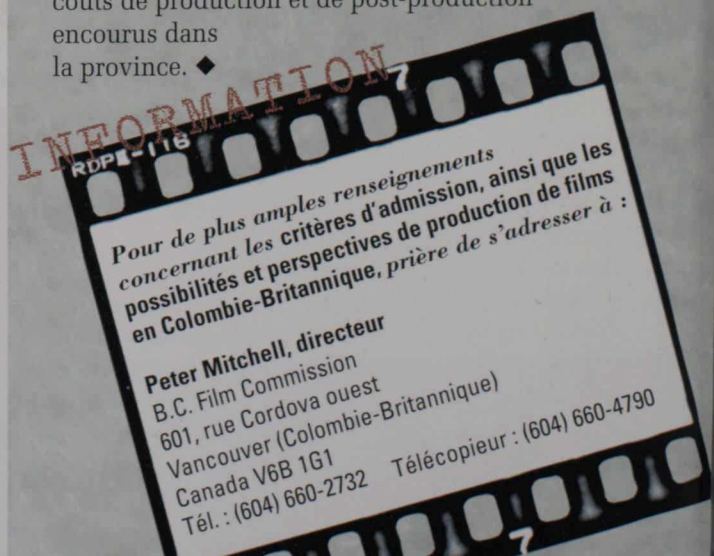 coûts de production et de post-production
encourus dans
la province. ◆
INFORMATION
7
RDPE-116
Pour de plus amples renseignements
concernant les critères d'admission, ainsi que les
possibilités et perspectives de production de films
en Colombie-Britannique, prière de s'adresser à :
Peter Mitchell, directeur
B.C. Film Commission
601, rue Cordova ouest
Vancouver (Colombie-Britannique)
Canada V6B 1G1
Tél. : (604) 660-2732 Télécopieur : (604) 660-4790
7